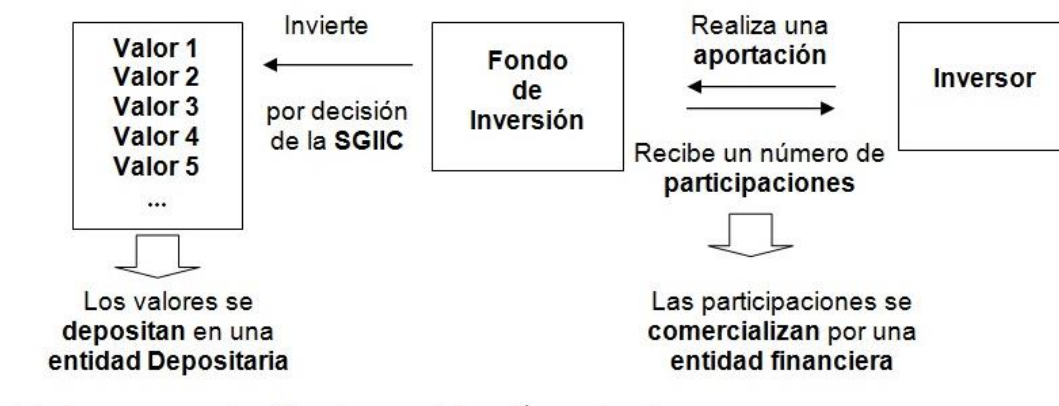 Valor 1
Valor 2
Valor 3
Valor 4
Valor 5
...
Invierte
por decisión
de la SGIIC
Fondo
de
Inversión
Realiza una
aportación
Recibe un número de
participaciones
Inversor
Los valores se
depositan en una
entidad Depositaria
Las participaciones se
comercializan por una
entidad financiera